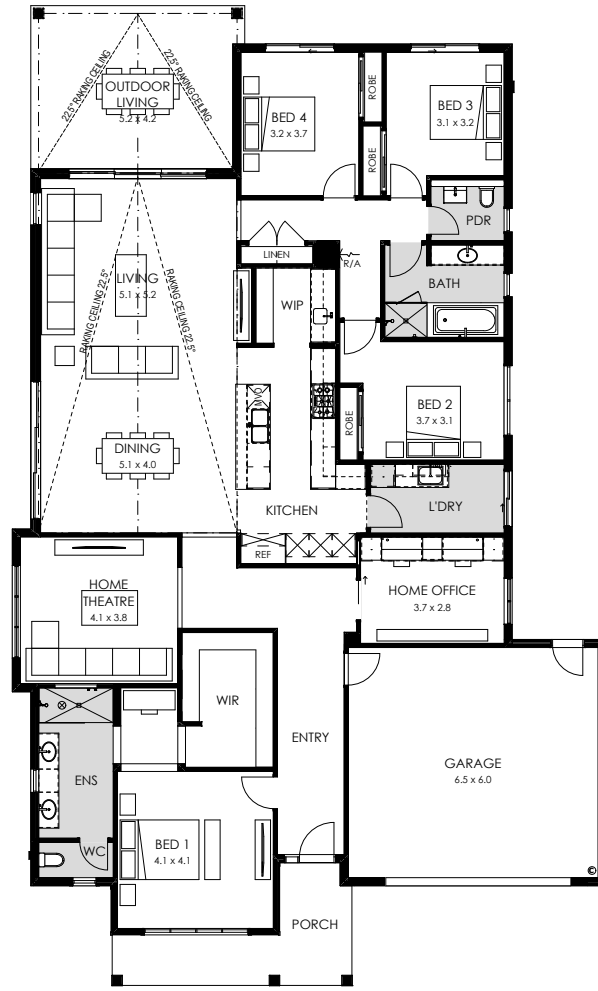 22.5° RAKING CEILING
22.5° RAKING CEILING
OUTDOOR
LIVING
5.2 x 4.2
BED 4
3.2 x 3.7
ROBE
BED 3
3.1 x 3.2
ROBE
PDR
LINEN
R/A
BATH
LIVING
5.1 x 5.2
RAKING CEILING 22.5°
RAKING CEILING 22.5°
WIP
MVO
ROBE
BED 2
3.7 x 3.1
DINING
5.1 x 4.0
KITCHEN
L'DRY
REF
HOME
THEATRE
4.1 x 3.8
HOME OFFICE
3.7 x 2.8
WIR
ENTRY
GARAGE
6.5 x 6.0
ENS
WC
BED 1
4.1 x 4.1
PORCH
©